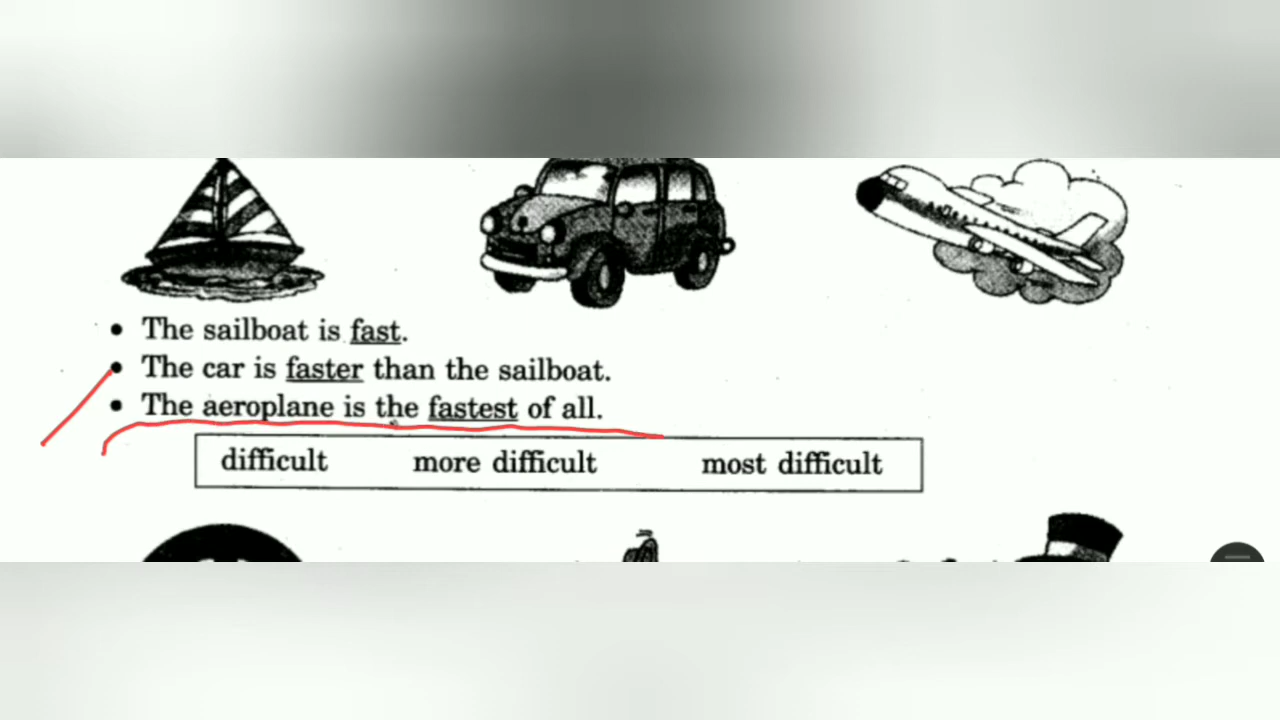 • The sailboat is fast.
• The car is faster than the sailboat.
• The aeroplane is the fastest of all.
difficult more difficult most difficult